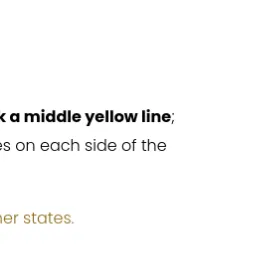 k a middle yellow line;
es on each side of the
her states.